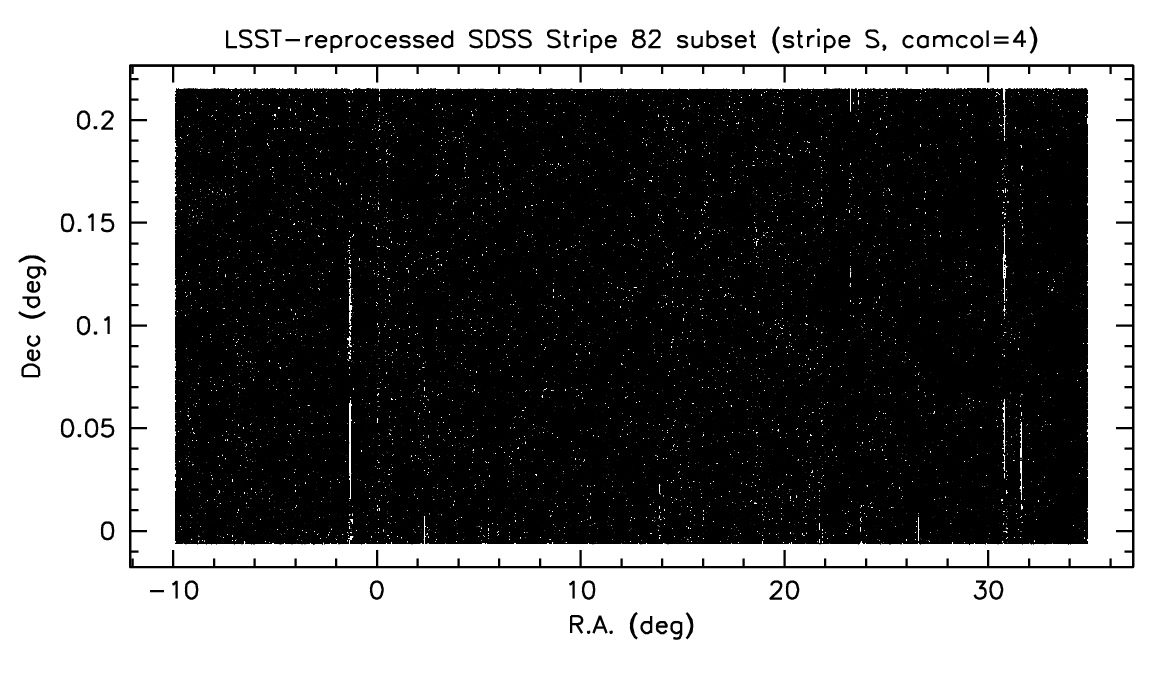 LSST-reprocessed SDSS Stripe 82 subset (stripe S, camcol=4)
0.2
0.15
0.1
0.05
0
Dec (deg)
-10 0 10 20 30
R.A. (deg)